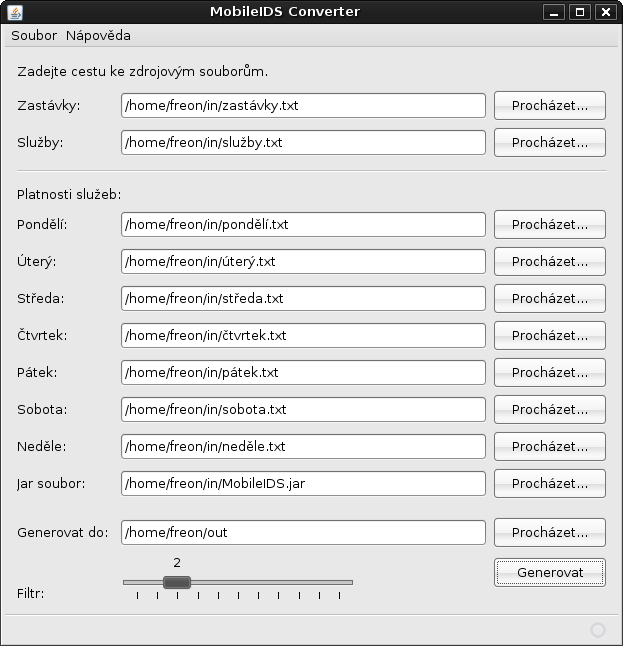 MobileIDS Converter
Soubor Nápověda
Zadejte cestu ke zdrojovým souborům.
Zastávky: /home/freon/in/zastávky.txt Procházet...
Služby: /home/freon/in/služby.txt Procházet...
Platnosti služeb:
Pondělí: /home/freon/in/pondělí.txt Procházet...
Úterý: /home/freon/in/úterý.txt Procházet...
Středa: /home/freon/in/středa.txt Procházet...
Čtvrtek: /home/freon/in/čtvrtek.txt Procházet...
Pátek: /home/freon/in/pátek.txt Procházet...
Sobota: /home/freon/in/sobota.txt Procházet...
Neděle: /home/freon/in/neděle.txt Procházet...
Jar soubor: /home/freon/in/MobileIDS.jar Procházet...
Generovat do: /home/freon/out Procházet...
2
Generovat
Filtr: